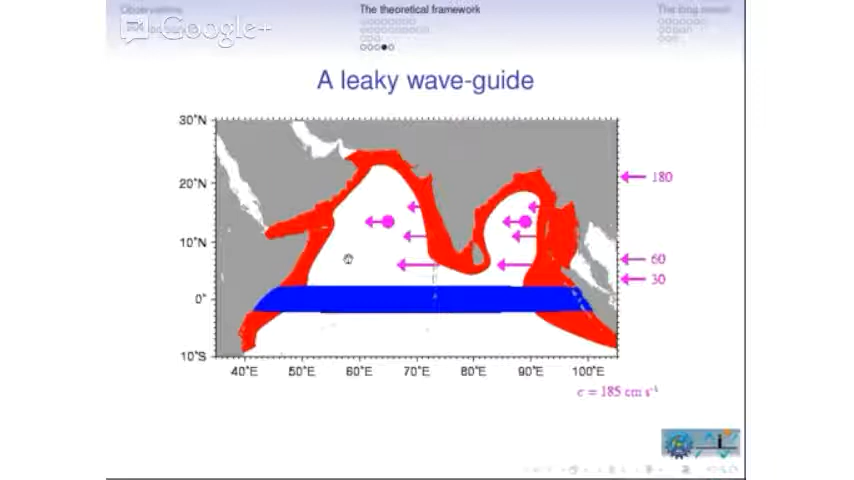 The theoretical framework
Google+
A leaky wave-guide
30°N
20°N
10°N
0°
10°S
180
60
30
40°E 50°E 60°E 70°E 80°E 90°E 100°E
c = 185 cm s⁻¹